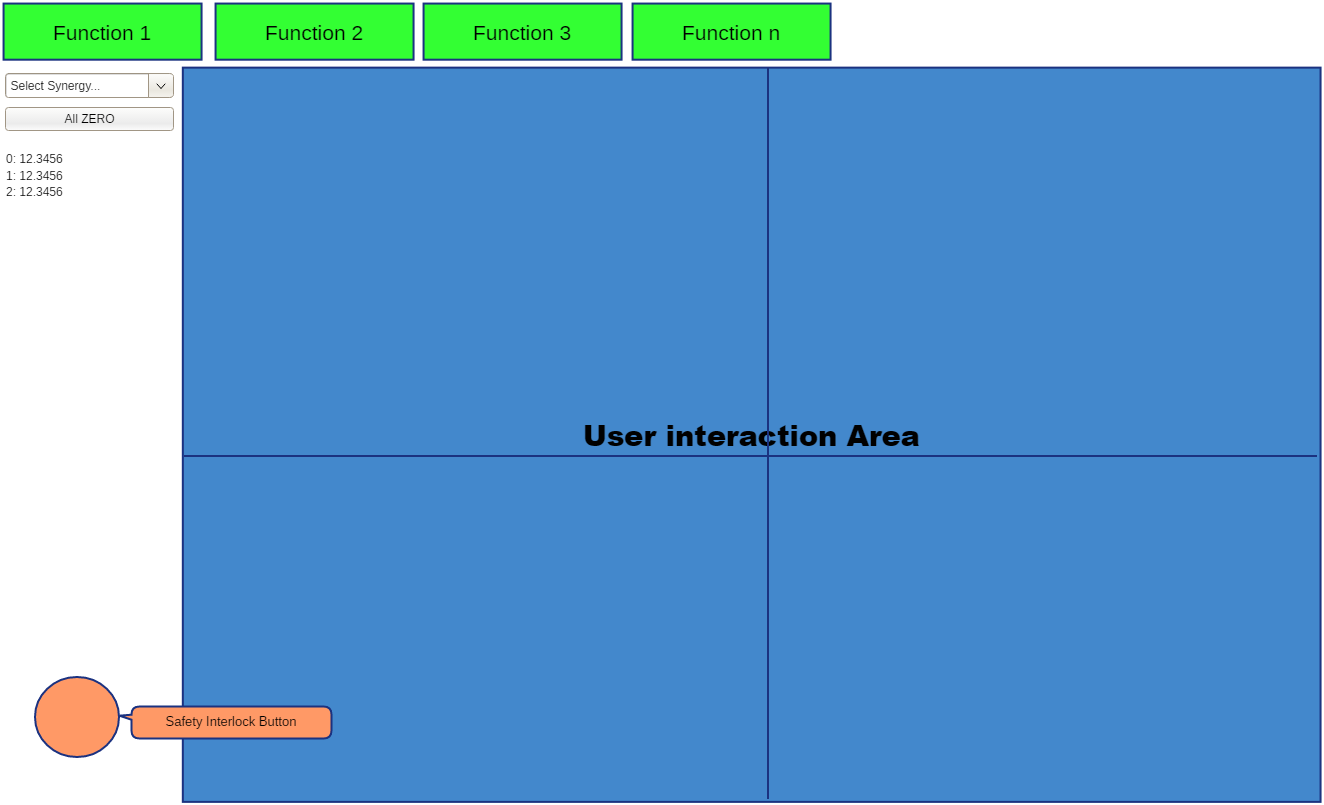 Function 1
Function 2
Function 3
Function n
Select Synergy...
All ZERO
0: 12.3456
1: 12.3456
2: 12.3456
User interaction Area
Safety Interlock Button